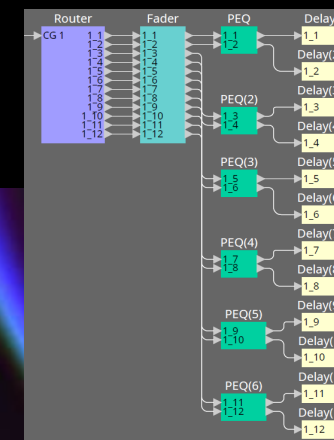 Router
Fader
PEQ
Delay
CG 1
1_1
1_2
1_3
1_4
1_5
1_6
1_7
1_8
1_9
1_10
1_11
1_12
1_1
1_2
1_3
1_4
1_5
1_6
1_7
1_8
1_9
1_10
1_11
1_12
1_1
1_2
PEQ(2)
1_3
1_4
PEQ(3)
1_5
1_6
PEQ(4)
1_7
1_8
PEQ(5)
1_9
1_10
PEQ(6)
1_11
1_12
1_1
Delay(
1_2
Delay(
1_3
Delay(
1_4
Delay(
1_5
Delay(
1_6
Delay(
1_7
Delay(
1_8
Delay(
1_9
Delay(
1_10
Delay(
1_11
Delay(
1_12